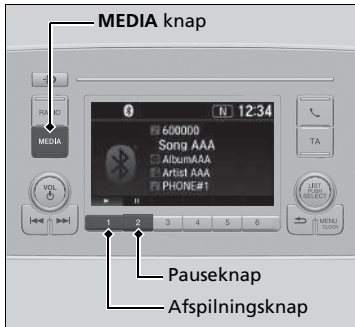 MEDIA knap
RADIO
MEDIA
VOL
N 12:34
600000
Song AAA
AlbumAAA
Artist AAA
PHONE#1
TA
LIST
PUSH
SELECT
MENU
CLOCK
1 2 3 4 5 6
Pauseknap
Afspilningsknap